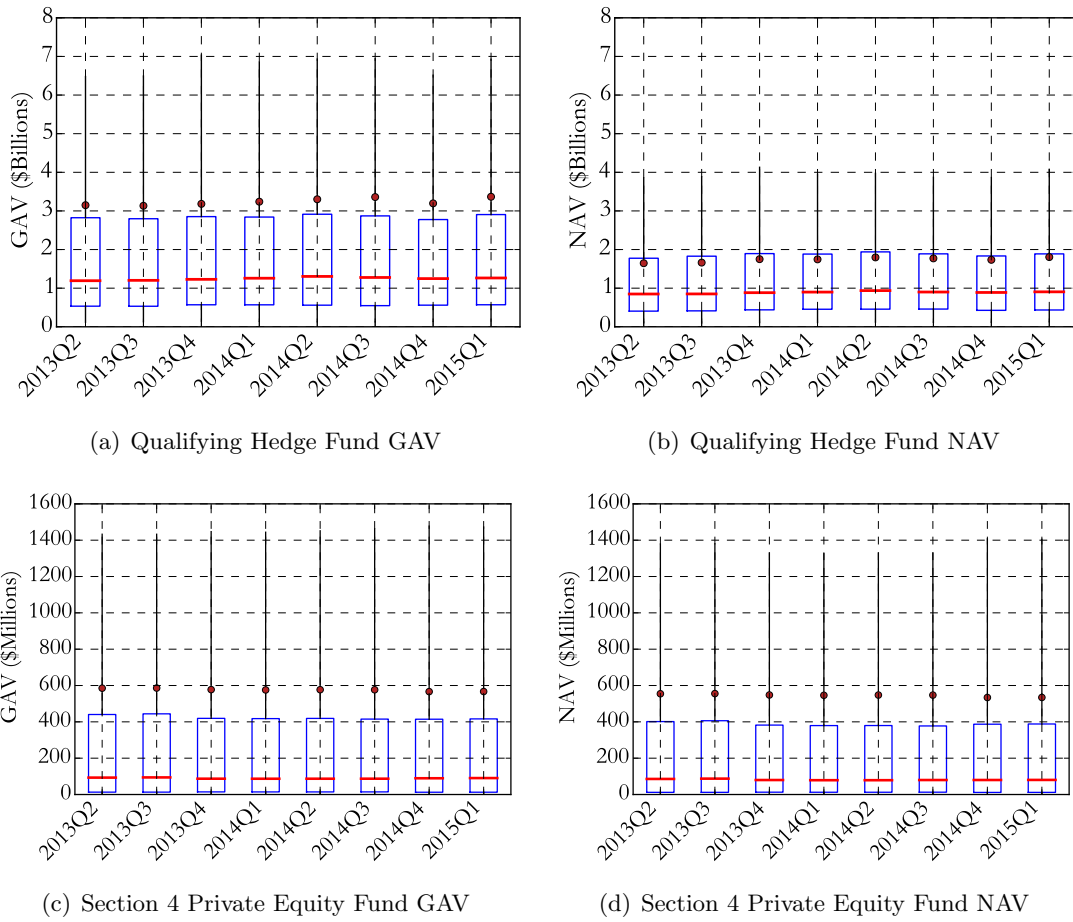 8
7
6
5
4
3
2
1
0
GAV ($Billions)
2013Q2
2013Q3
2013Q4
2014Q1
2014Q2
2014Q3
2014Q4
2015Q1
(a) Qualifying Hedge Fund GAV
8
7
6
5
4
3
2
1
0
NAV ($Billions)
2013Q2
2013Q3
2013Q4
2014Q1
2014Q2
2014Q3
2014Q4
2015Q1
(b) Qualifying Hedge Fund NAV
1600
1400
1200
1000
800
600
400
200
0
GAV ($Millions)
2013Q2
2013Q3
2013Q4
2014Q1
2014Q2
2014Q3
2014Q4
2015Q1
(c) Section 4 Private Equity Fund GAV
1600
1400
1200
1000
800
600
400
200
0
NAV ($Millions)
2013Q2
2013Q3
2013Q4
2014Q1
2014Q2
2014Q3
2014Q4
2015Q1
(d) Section 4 Private Equity Fund NAV